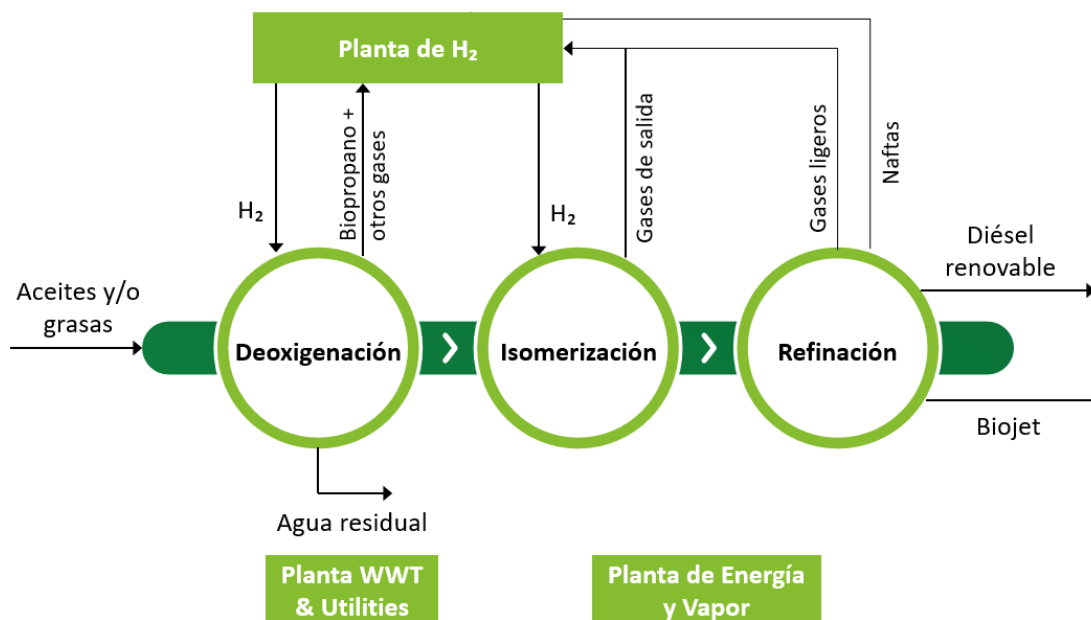 Planta de H₂
H₂
Biopropano +
otros gases
H₂
Gases de salida
Gases ligeros
Naftas
Aceites y/o
grasas
Deoxigenación
Isomerización
Refinación
Diésel
renovable
Biojet
Agua residual
Planta WWT
& Utilities
Planta de Energía
y Vapor